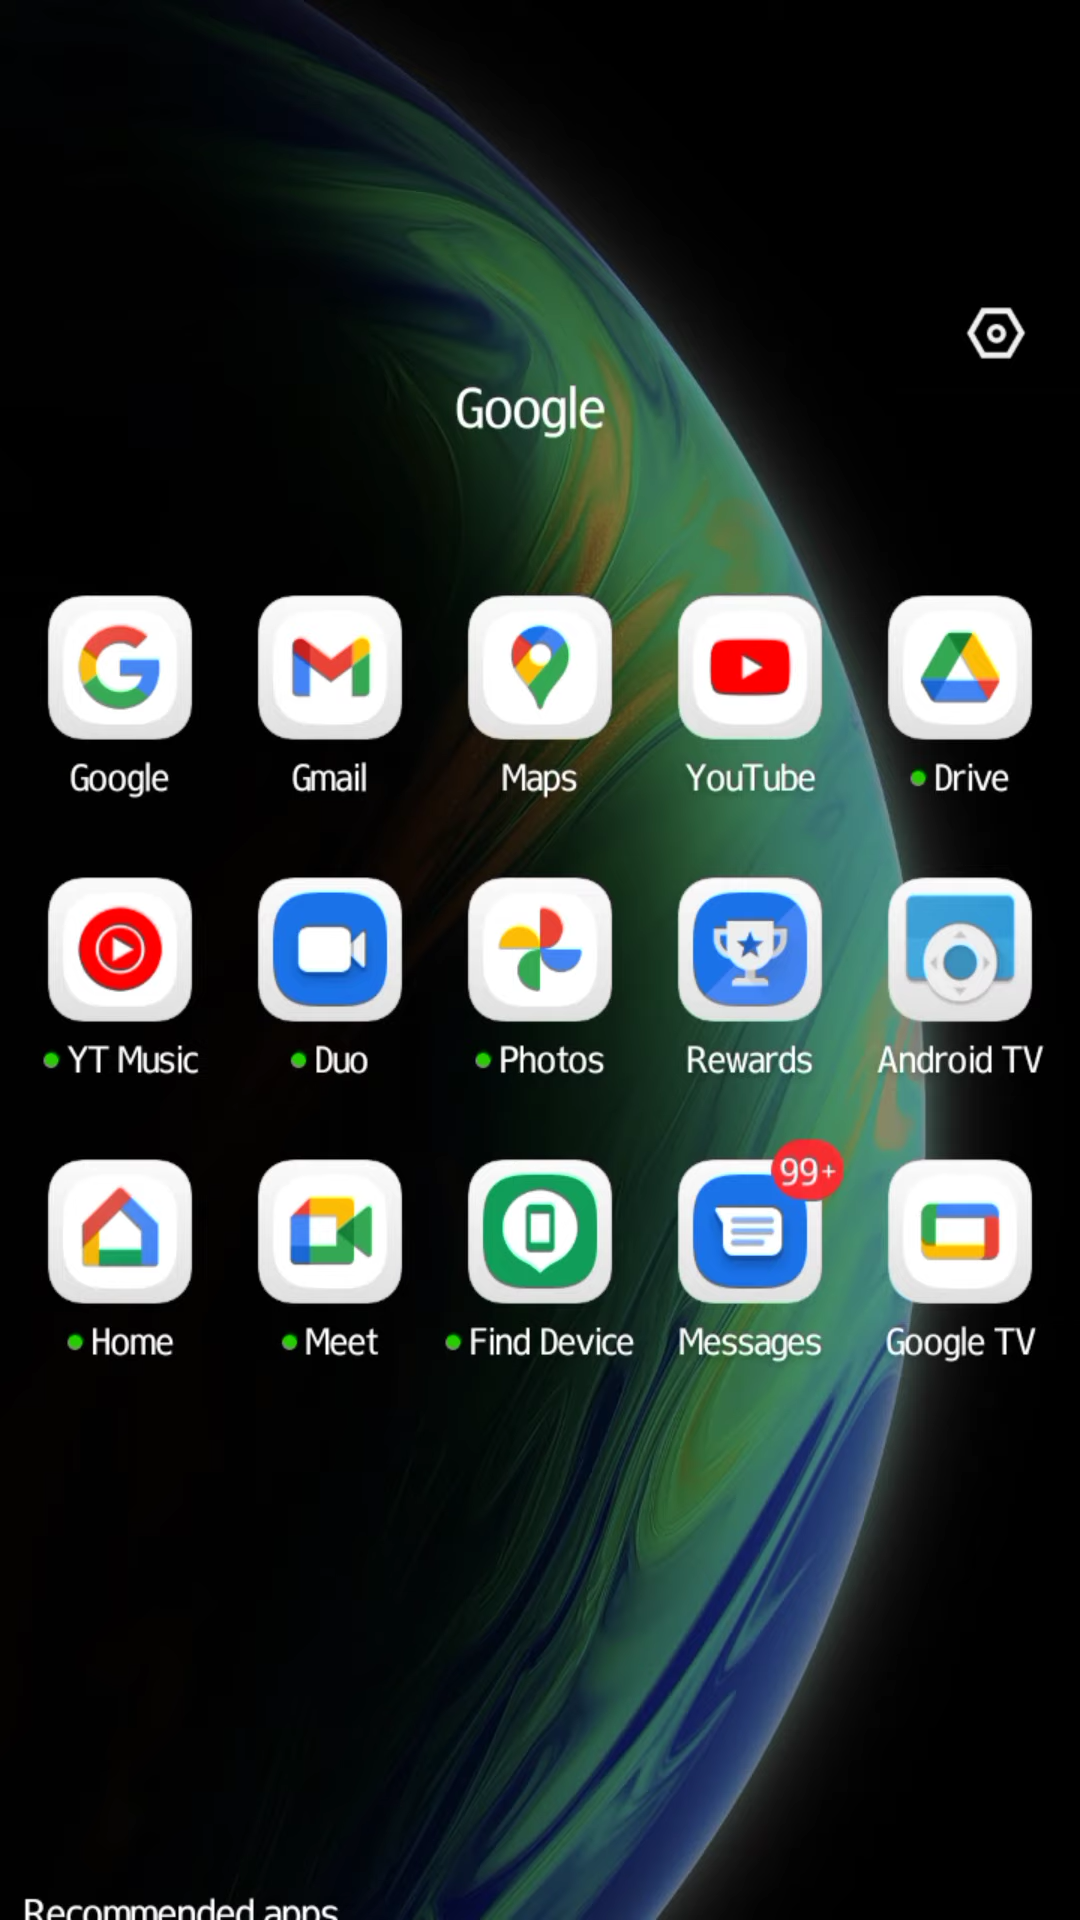 Google
Google Gmail Maps YouTube Drive
YT Music Duo Photos Rewards Android TV
99+
Home Meet Find Device Messages Google TV
Recommended apps